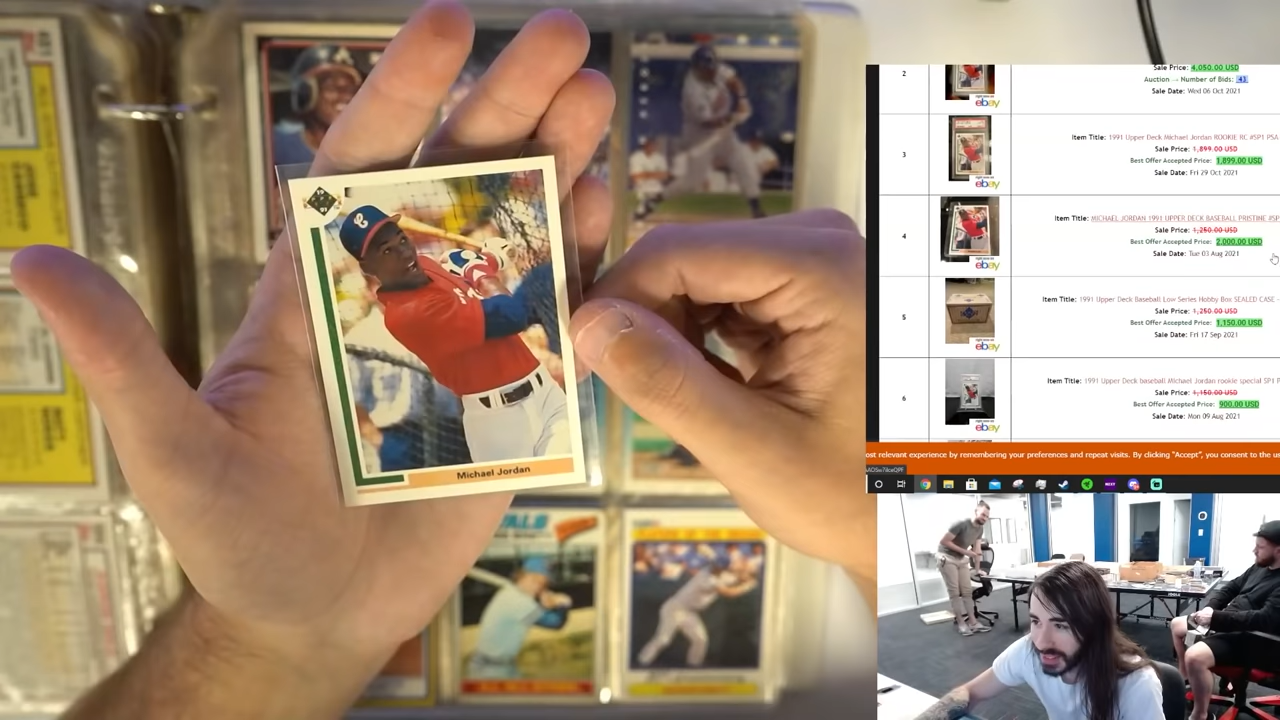 Michael Jordan
2
Sale Price: 4,050.00 USD
Auction → Number of Bids: 43
Sale Date: Wed 06 Oct 2021
ebay
3
Item Title: 1991 Upper Deck Michael Jordan ROOKIE RC #SP1 PSA
Sale Price: 1,899.00 USD
Best Offer Accepted Price: 1,899.00 USD
Sale Date: Fri 29 Oct 2021
ebay
4
Item Title: MICHAEL JORDAN 1991 UPPER DECK BASEBALL PRISTINE #SP
Sale Price: 1,250.00 USD
Best Offer Accepted Price: 2,000.00 USD
Sale Date: Tue 03 Aug 2021
ebay
5
Item Title: 1991 Upper Deck Baseball Low Series Hobby Box SEALED CASE -
Sale Price: 1,250.00 USD
Best Offer Accepted Price: 1,150.00 USD
Sale Date: Fri 17 Sep 2021
ebay
6
Item Title: 1991 Upper Deck baseball Michael Jordan rookie special SP1 P
Sale Price: 1,150.00 USD
Best Offer Accepted Price: 900.00 USD
Sale Date: Mon 09 Aug 2021
ebay
ost relevant experience by remembering your preferences and repeat visits. By clicking "Accept", you consent to the us
NEXT